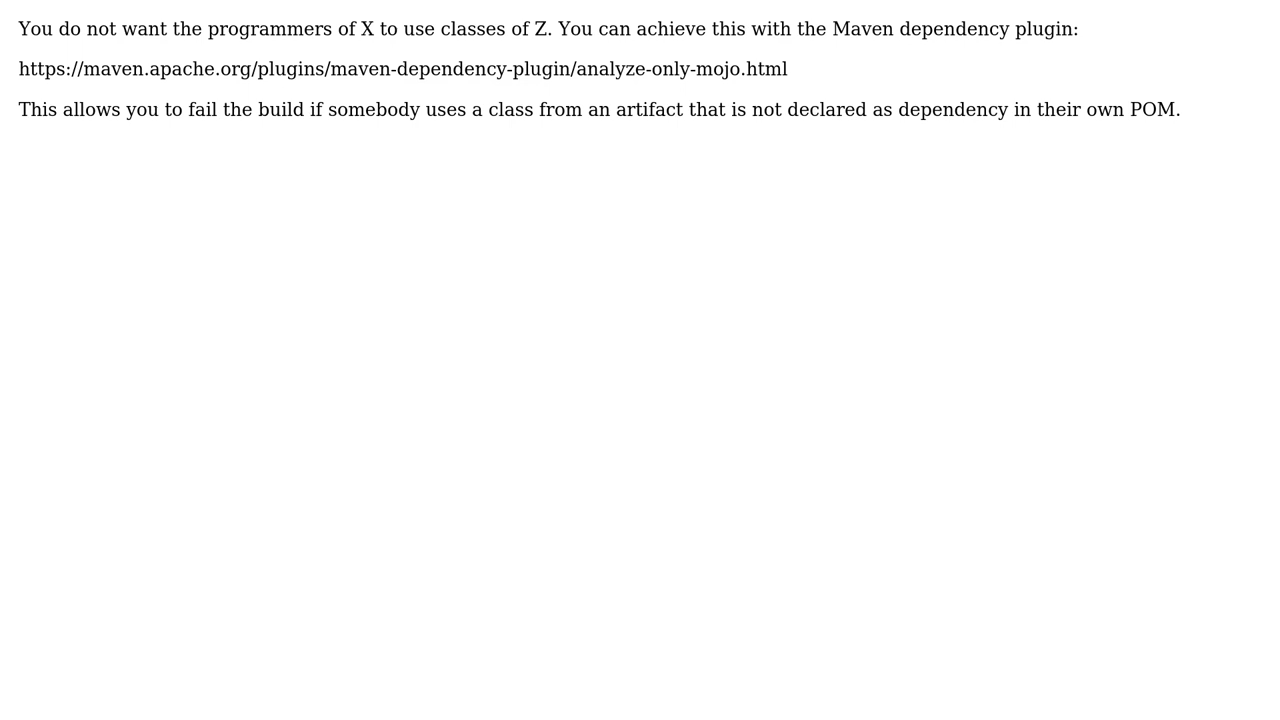 You do not want the programmers of X to use classes of Z. You can achieve this with the Maven dependency plugin:
https://maven.apache.org/plugins/maven-dependency-plugin/analyze-only-mojo.html
This allows you to fail the build if somebody uses a class from an artifact that is not declared as dependency in their own POM.